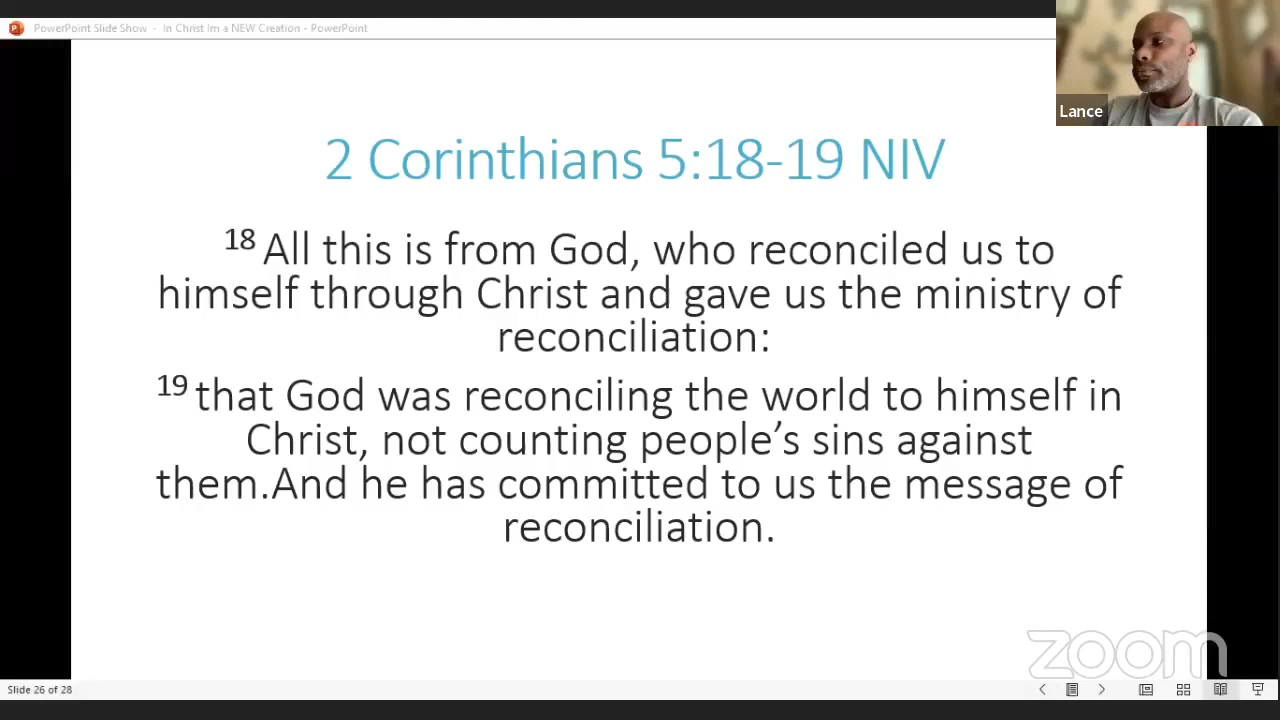 PowerPoint Slide Show - In Christ Im a NEW Creation - PowerPoint
Lance
2 Corinthians 5:18-19 NIV
18 All this is from God, who reconciled us to
himself through Christ and gave us the ministry of
reconciliation:
19 that God was reconciling the world to himself in
Christ, not counting people’s sins against
them.And he has committed to us the message of
reconciliation.
zoom
Slide 26 of 28